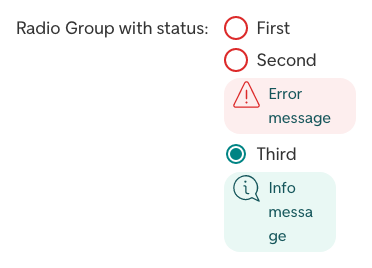 Radio Group with status: First
Second
Error
message
Third
Info
messa
ge